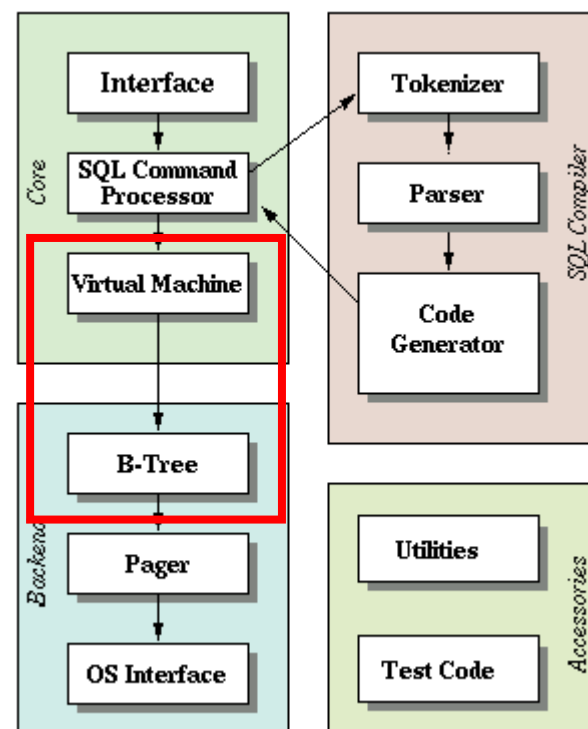 Core
Interface
SQL Command
Processor
Virtual Machine
Backend
B-Tree
Pager
OS Interface
SQL Compiler
Tokenizer
Parser
Code
Generator
Accessories
Utilities
Test Code